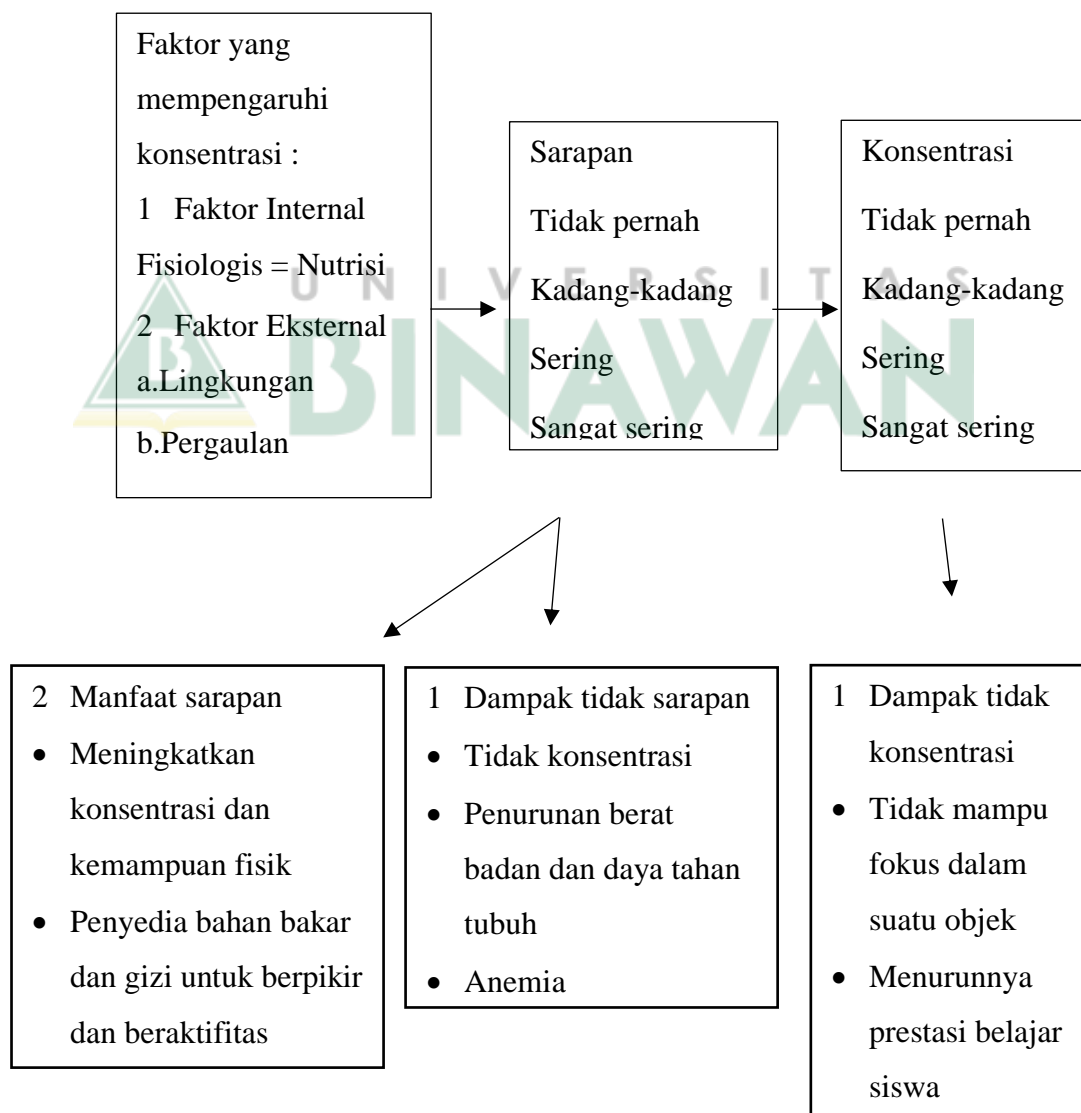 Faktor yang
mempengaruhi
konsentrasi :
1 Faktor Internal
Fisiologis = Nutrisi
2 Faktor Eksternal
a.Lingkungan
b.Pergaulan
Sarapan
Tidak pernah
Kadang-kadang
Sering
Sangat sering
Konsentrasi
Tidak pernah
Kadang-kadang
Sering
Sangat sering
UNIVERSITAS
BINAWAN
B
2 Manfaat sarapan
• Meningkatkan
konsentrasi dan
kemampuan fisik
• Penyedia bahan bakar
dan gizi untuk berpikir
dan beraktifitas
1 Dampak tidak sarapan
• Tidak konsentrasi
• Penurunan berat
badan dan daya tahan
tubuh
• Anemia
1 Dampak tidak
konsentrasi
• Tidak mampu
fokus dalam
suatu objek
• Menurunnya
prestasi belajar
siswa